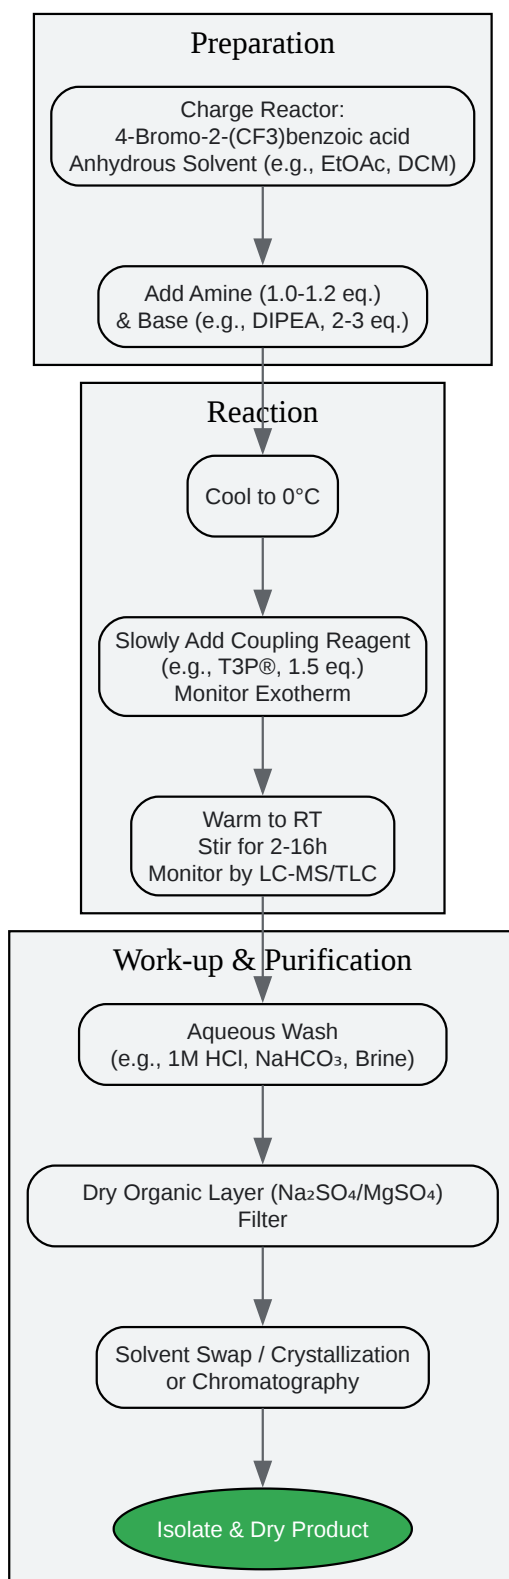 Preparation
Charge Reactor:
4-Bromo-2-(CF3)benzoic acid
Anhydrous Solvent (e.g., EtOAc, DCM)
Add Amine (1.0-1.2 eq.)
& Base (e.g., DIPEA, 2-3 eq.)
Reaction
Cool to 0°C
Slowly Add Coupling Reagent
(e.g., T3P®, 1.5 eq.)
Monitor Exotherm
Warm to RT
Stir for 2-16h
Monitor by LC-MS/TLC
Work-up & Purification
Aqueous Wash
(e.g., 1M HCl, NaHCO₃, Brine)
Dry Organic Layer (Na₂SO₄/MgSO₄)
Filter
Solvent Swap / Crystallization
or Chromatography
Isolate & Dry Product